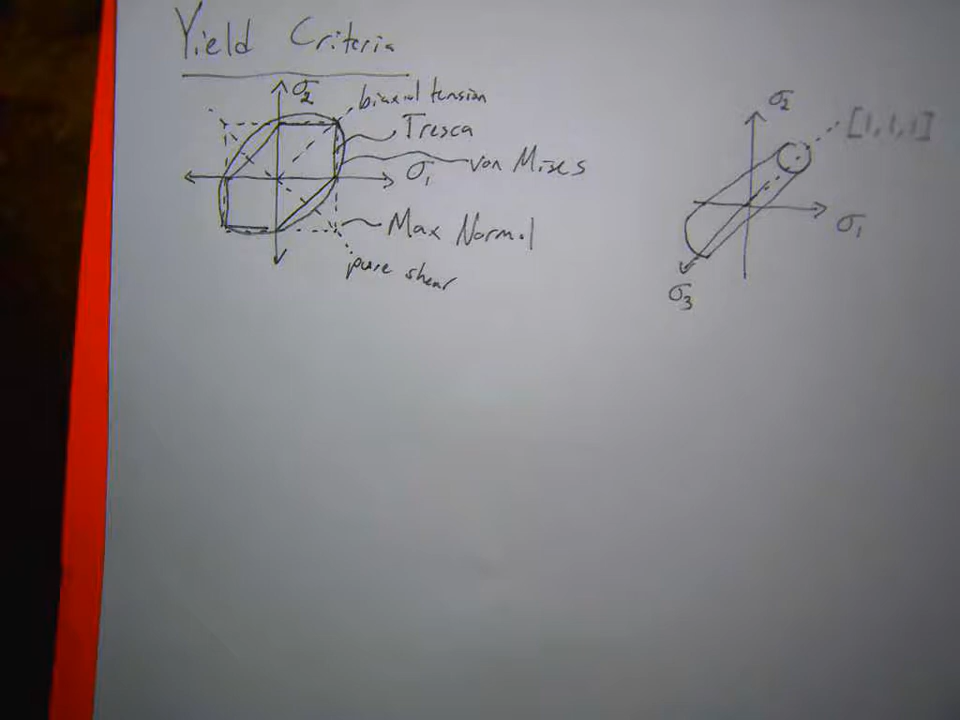 Yield Criteria
σ2
biaxial tension
Tresca
von Mises
σ1
Max Normal
pure shear
σ2
[1,1,1]
σ1
σ3